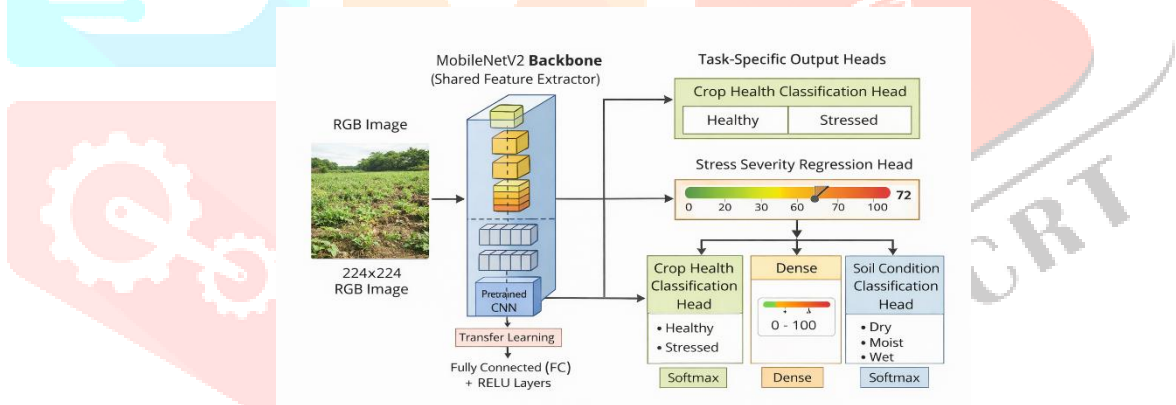 MobileNetV2 Backbone
(Shared Feature Extractor)
Task-Specific Output Heads
Crop Health Classification Head
Healthy
Stressed
RGB Image
224x224
RGB Image
Pretrained
CNN
Transfer Learning
Fully Connected (FC)
+ RELU Layers
Stress Severity Regression Head
0 20 30 60 70 100
72
Crop Health
Classification
Head
• Healthy
• Stressed
Softmax
Dense
0 - 100
Dense
Soil Condition
Classification
Head
• Dry
• Moist
• Wet
Softmax
CRT